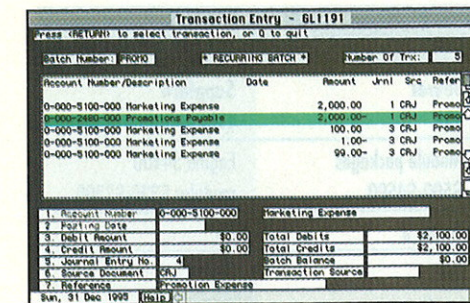 Transaction Entry - GL1191
Press <RETURN> to select transaction, or Q to quit
Batch Number: PROMO * RECURRING BATCH * Number Of Trx: 5
Account Number/Description Date Amount Jrnl Src Refer
0-000-5100-000 Marketing Expense 2,000.00 1 CRJ Promo
0-000-2480-000 Promotions Payable 2,000.00- 1 CRJ Promo
0-000-5100-000 Marketing Expense 100.00 3 CRJ Promo
0-000-5100-000 Marketing Expense 1.00- 3 CRJ Promo
0-000-5100-000 Marketing Expense 99.00- 3 CRJ Promo
1. Account Number 0-000-5100-000 Marketing Expense
2 Posting Date
3. Debit Amount $0.00 Total Debits $2,100.00
4. Credit Amount $0.00 Total Credits $2,100.00
5. Journal Entry No. 4 Batch Balance $0.00
6. Source Document CRJ Transaction Source
7. Reference Promotion Expense
Sun, 31 Dec 1993 Help